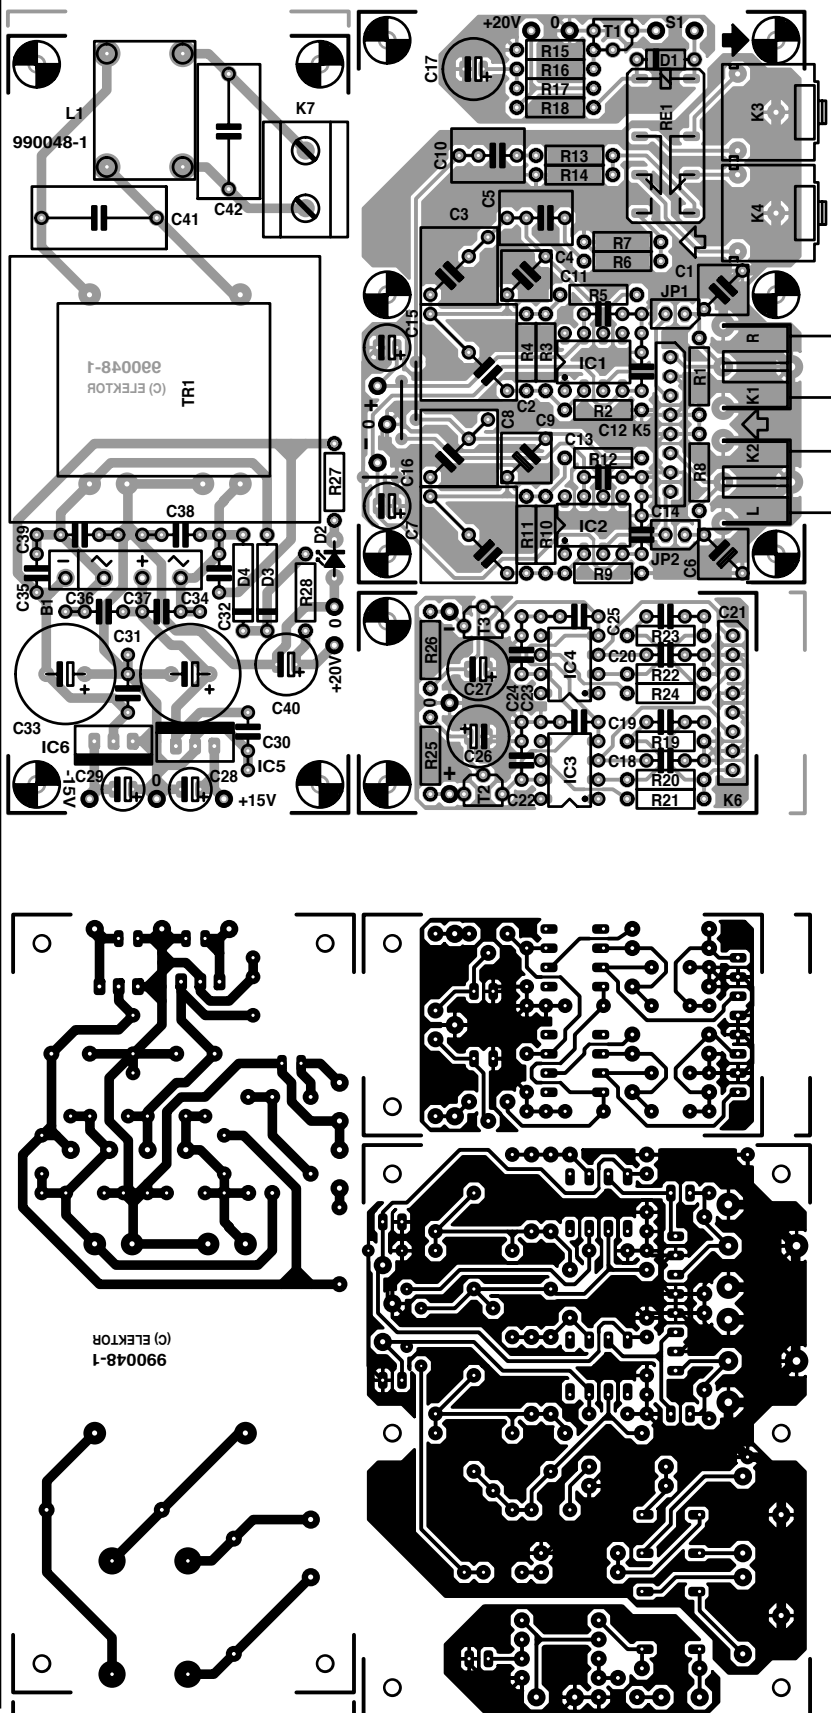 +20V 0 T1 S1
C17 R15 D1
R16
R17 RE1 K3
R18
L1 K7
990048-1
C10 R13
R14
C42 C41
C3 C5 R7 K4
R6
C4
C11 C1
R5 JP1
C15 R4 R3 IC1 R1 R
K1
+ 0 – C2 R2
C12 K5
C8 C9 C13
R12 R8 K2
C16 C7 R11 R10 IC2 C14 L
JP2 C6
R9
990048-1
(C) ELEKTOR
TR1
R27
C38 D2
C39 – ~ + ~
C35 B1 C36 C37 C34 C32 D4 D3 R28
0
+20V
C31
C33 C40
IC6 C30
IC5
C29 C28
-15V 0 +15V
R26 – T3 C25 C21
R23
IC4 C20
C27 R22
C24 C23 R24
0
C26 C19
R19
R25 IC3 C18
R20
+ T2 C22 R21 K6
(C) ELEKTOR
990048-1